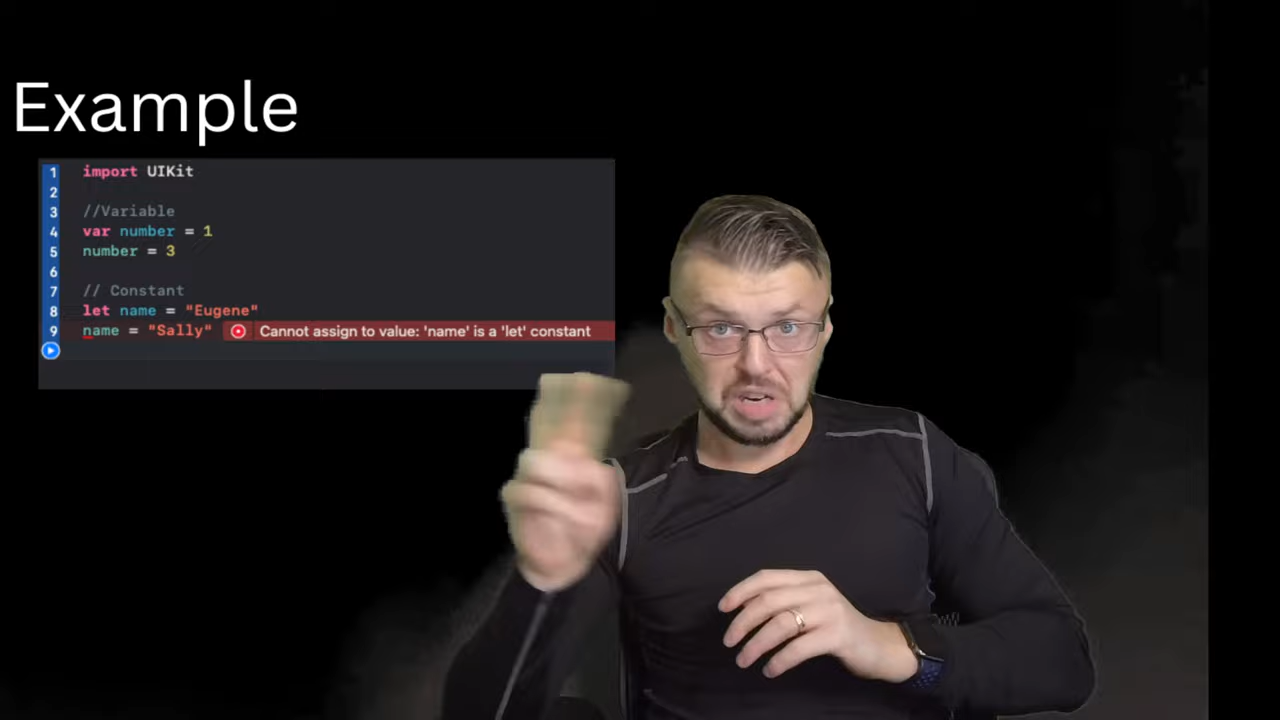 Example
1 import UIKit
2
3 //Variable
4 var number = 1
5 number = 3
6
7 // Constant
8 let name = "Eugene"
9 name = "Sally" Cannot assign to value: 'name' is a 'let' constant